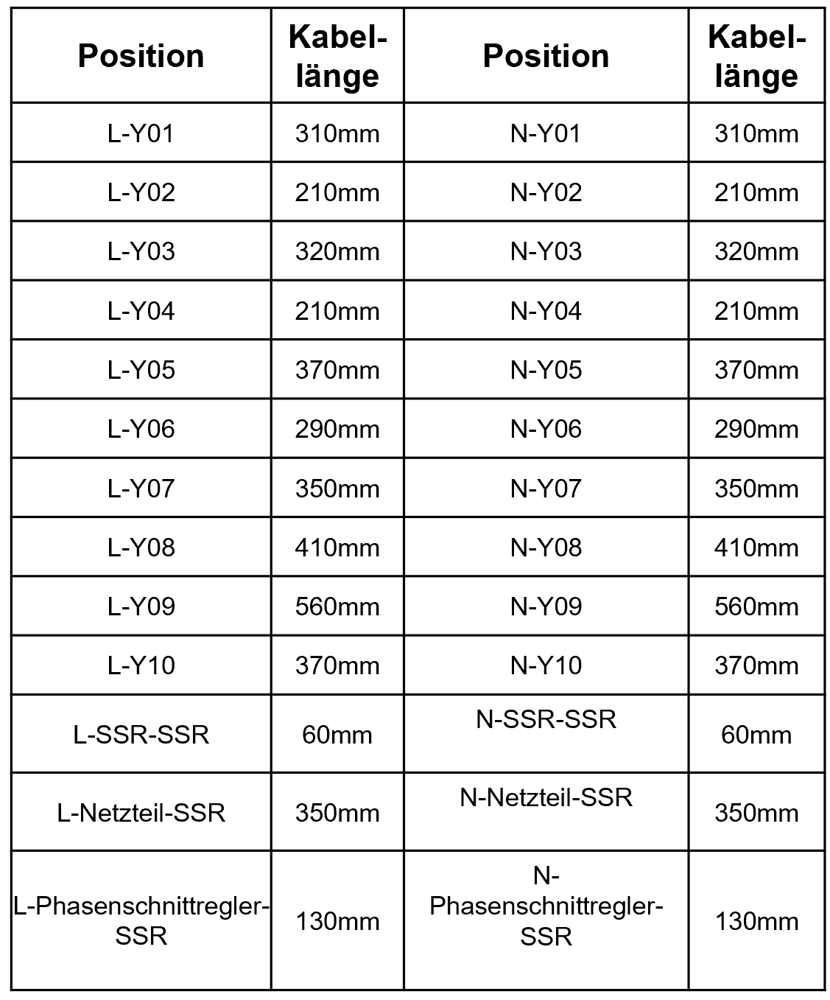 Position Kabel- Position Kabel-
länge länge
L-Y01 310mm N-Y01 310mm
L-Y02 210mm N-Y02 210mm
L-Y03 320mm N-Y03 320mm
L-Y04 210mm N-Y04 210mm
L-Y05 370mm N-Y05 370mm
L-Y06 290mm N-Y06 290mm
L-Y07 350mm N-Y07 350mm
L-Y08 410mm N-Y08 410mm
L-Y09 560mm N-Y09 560mm
L-Y10 370mm N-Y10 370mm
L-SSR-SSR 60mm N-SSR-SSR 60mm
L-Netzteil-SSR 350mm N-Netzteil-SSR 350mm
L-Phasenschnittregler-
SSR
130mm
N-
Phasenschnittregler-
SSR
130mm